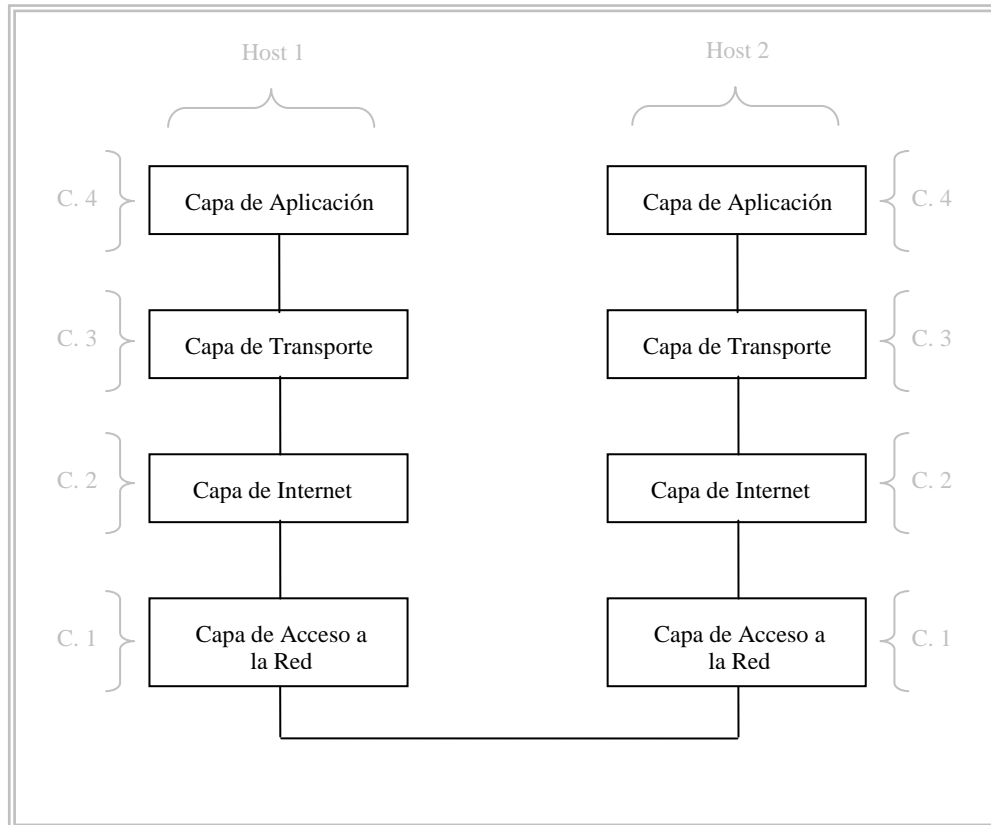 Host 1
Host 2
C. 4
Capa de Aplicación
Capa de Aplicación
C. 4
C. 3
Capa de Transporte
Capa de Transporte
C. 3
C. 2
Capa de Internet
Capa de Internet
C. 2
C. 1
Capa de Acceso a
la Red
Capa de Acceso a
la Red
C. 1